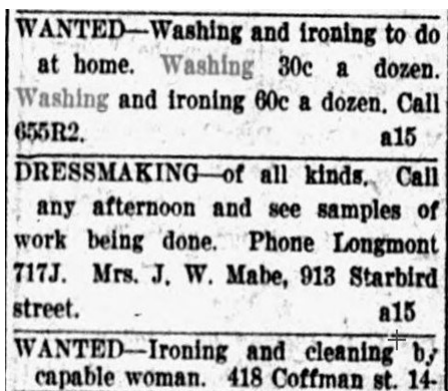 WANTED—Washing and ironing to do
at home. Washing 30c a dozen.
Washing and ironing 60c a dozen. Call
655R2. a15
DRESSMAKING—of all kinds. Call
any afternoon and see samples of
work being done. Phone Longmont
717J. Mrs. J. W. Mabe, 913 Starbird
street. a15
WANTED—Ironing and cleaning by
capable woman. 418 Coffman st. 14-